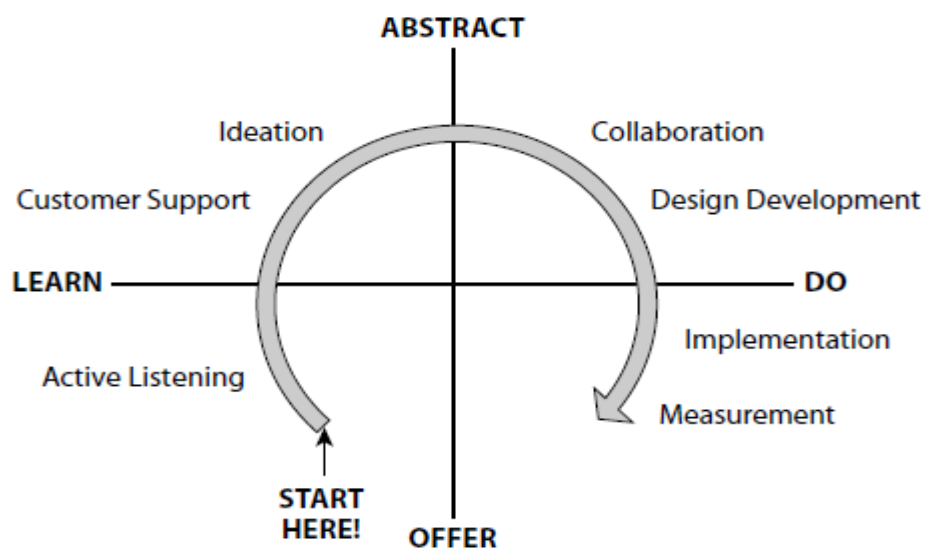 ABSTRACT
Ideation
Collaboration
Customer Support
Design Development
LEARN
DO
Implementation
Active Listening
Measurement
START
HERE!
OFFER